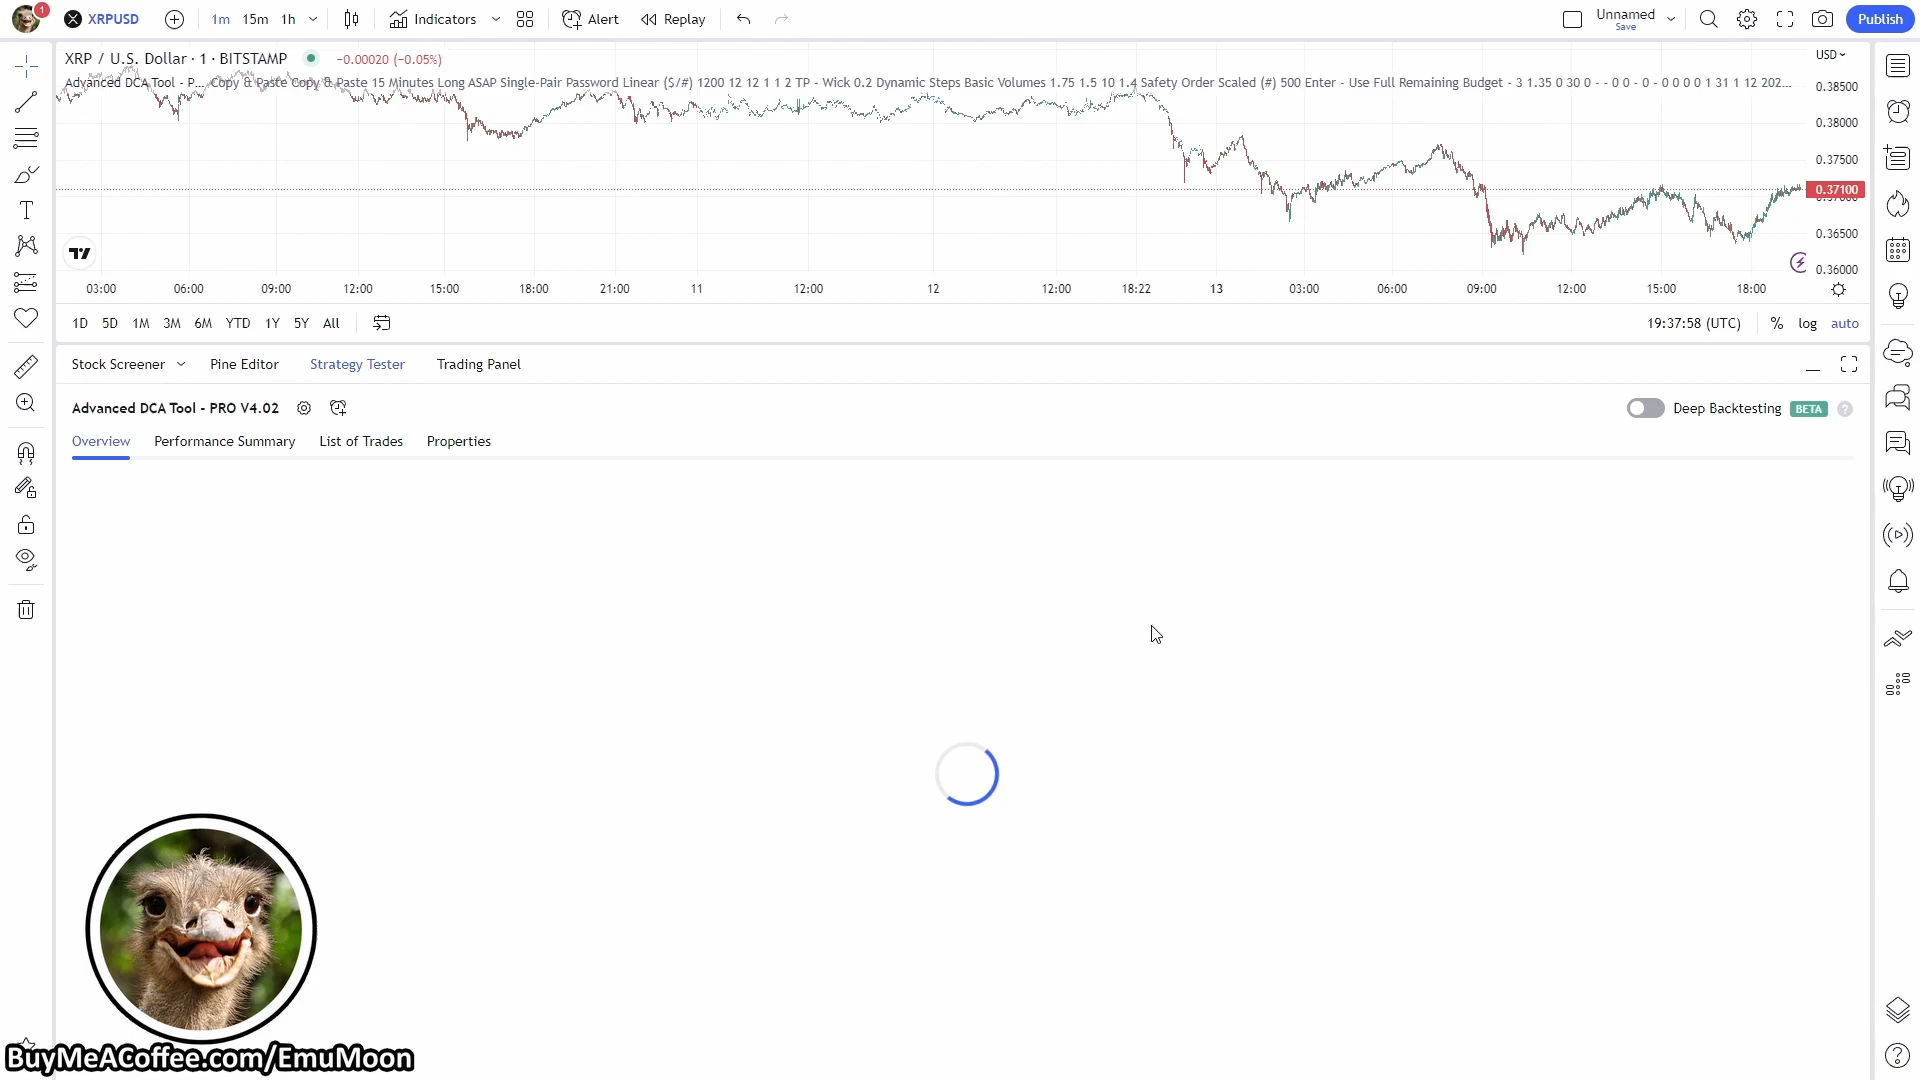 1
XRPUSD 1m 15m 1h Indicators Alert Replay Unnamed Save Publish
XRP / U.S. Dollar · 1 · BITSTAMP −0.00020 (−0.05%) USD
Advanced DCA Tool - P... Copy & Paste Copy & Paste 15 Minutes Long ASAP Single-Pair Password Linear ($/#) 1200 12 12 1 1 2 TP - Wick 0.2 Dynamic Steps Basic Volumes 1.75 1.5 10 1.4 Safety Order Scaled (#) 500 Enter - Use Full Remaining Budget - 3 1.35 0 30 0 - - 0 0 - 0 - 0 0 0 0 1 31 1 12 202...
0.38500
0.38000
0.37500
0.37100
0.37000
0.36500
0.36000
03:00 06:00 09:00 12:00 15:00 18:00 21:00 11 12:00 12 12:00 18:22 13 03:00 06:00 09:00 12:00 15:00 18:00
1D 5D 1M 3M 6M YTD 1Y 5Y All 19:37:58 (UTC) % log auto
Stock Screener Pine Editor Strategy Tester Trading Panel
Advanced DCA Tool - PRO V4.02 Deep Backtesting BETA ?
Overview Performance Summary List of Trades Properties
BuyMeACoffee.com/EmuMoon